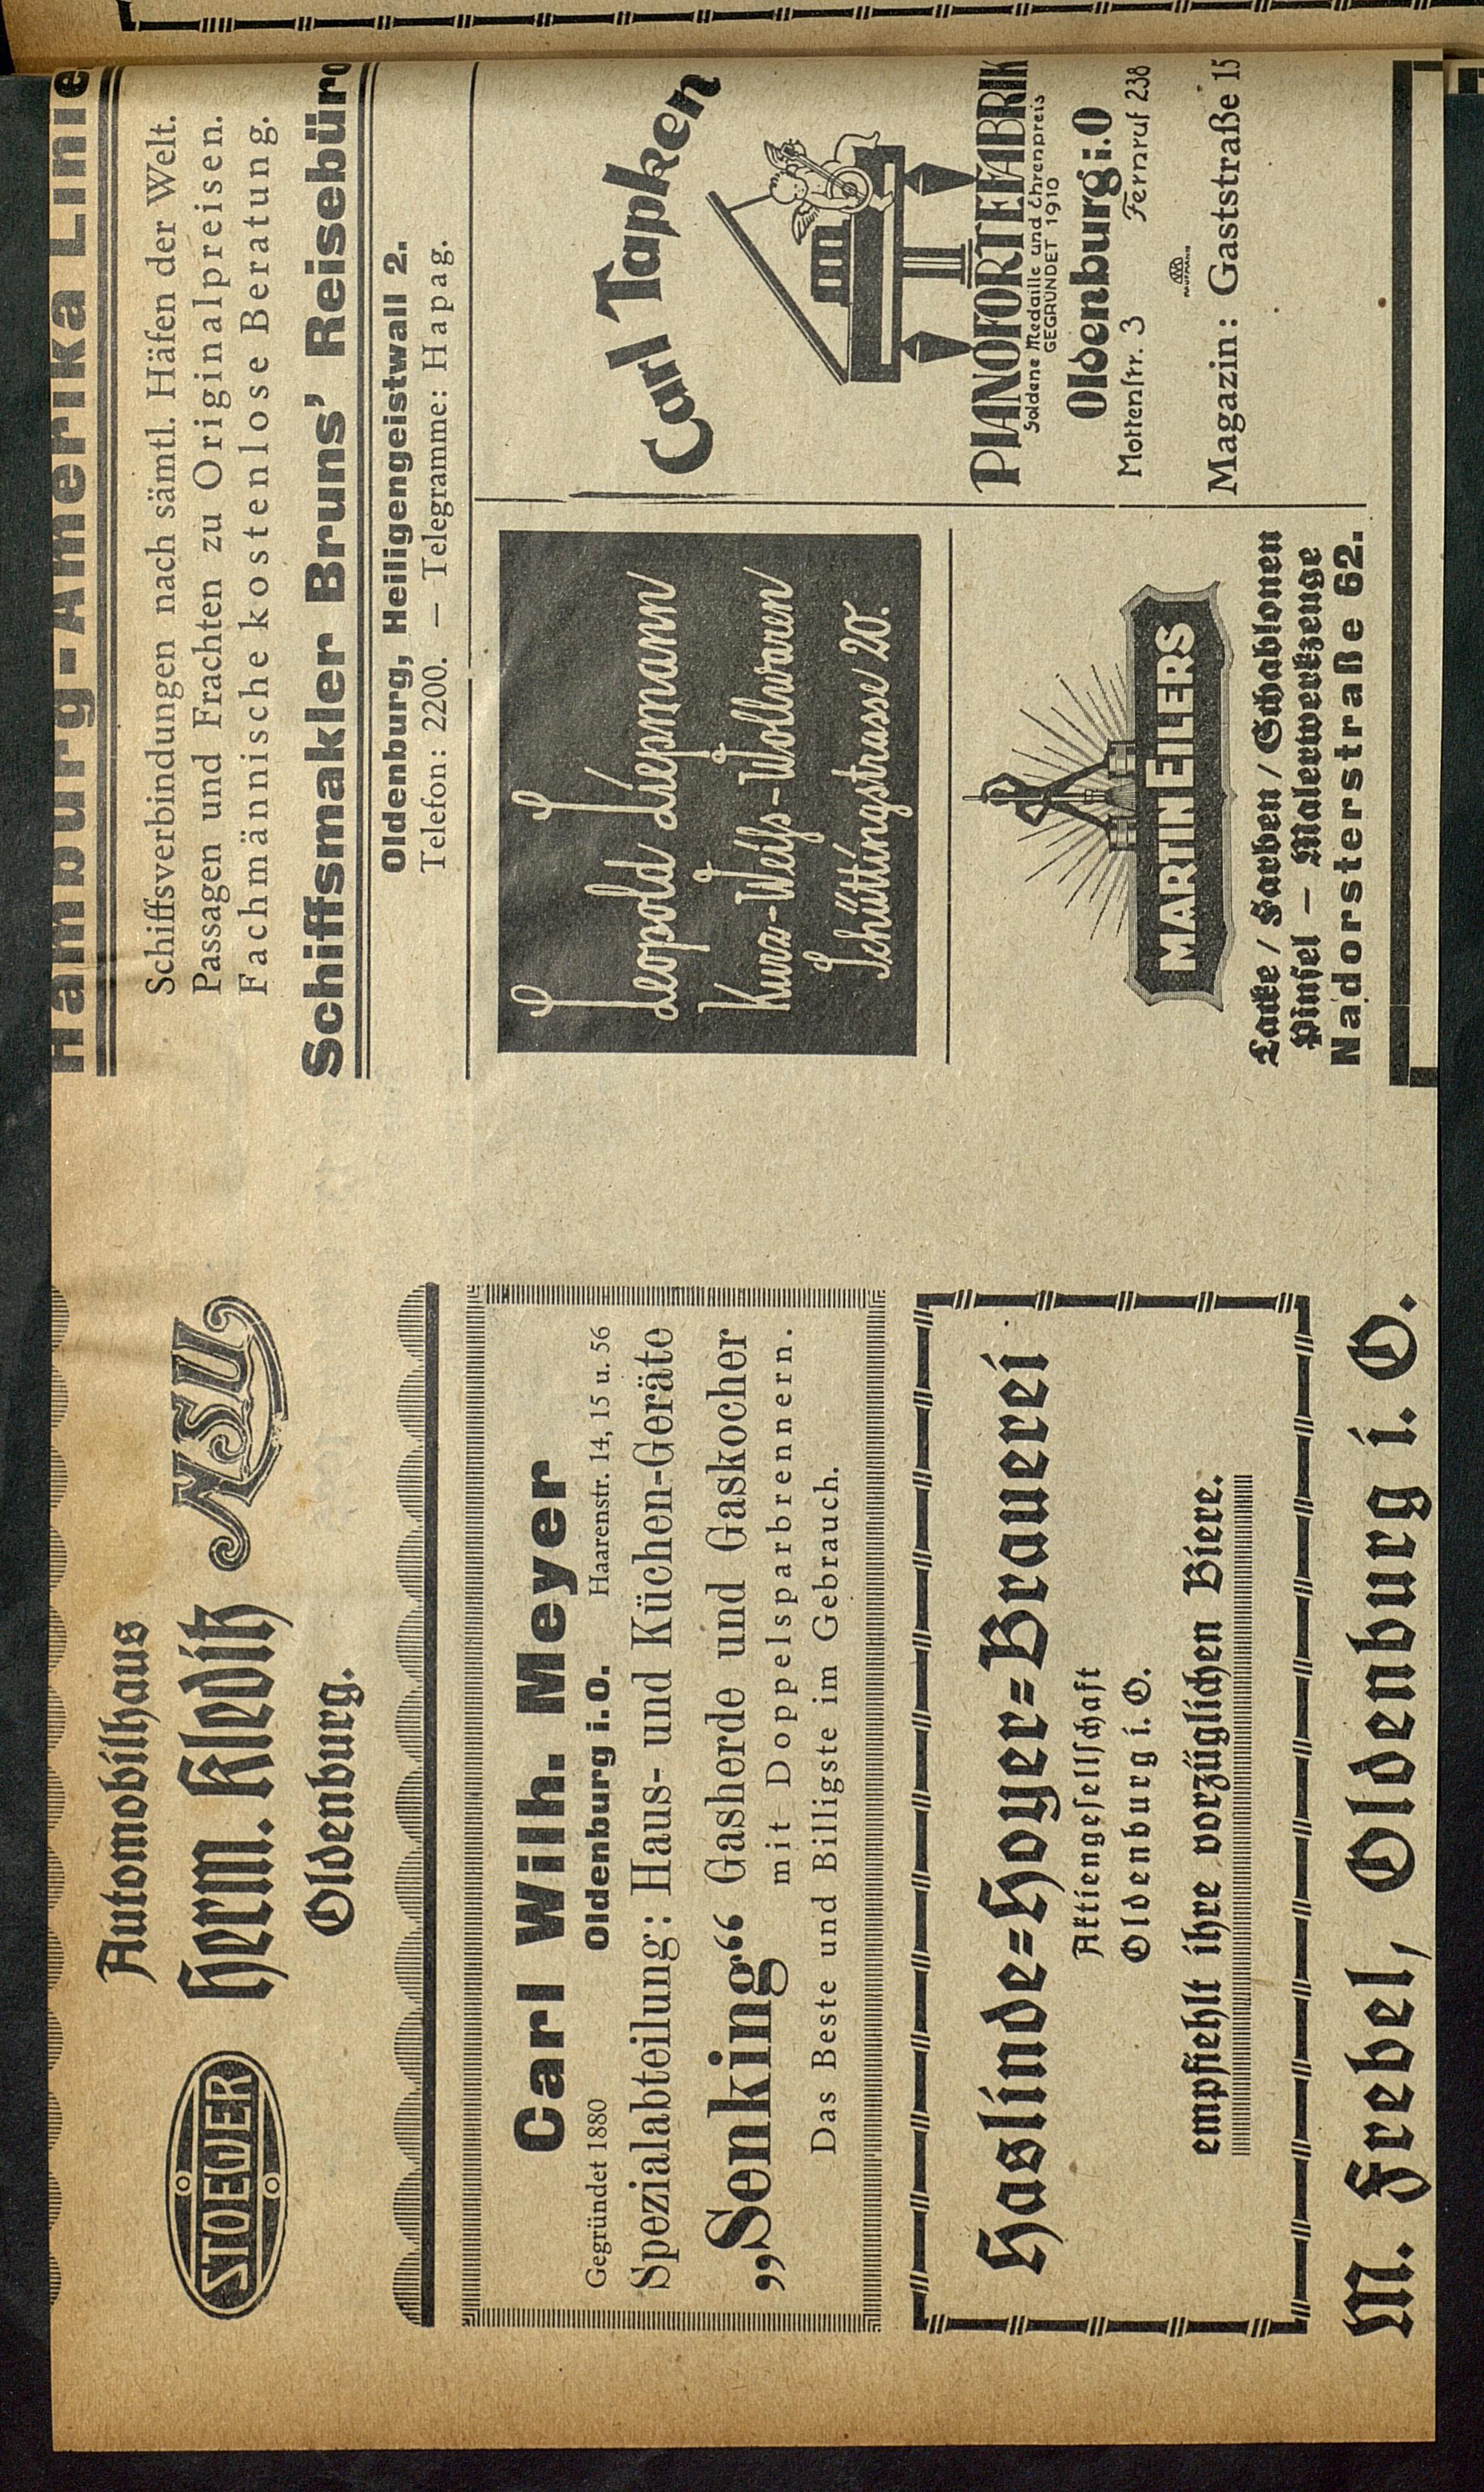 STOEWER
Automobilhaus
Herm. Kleditz
Oldenburg.
NSU
Carl Wilh. Meyer
Gegründet 1880 Oldenburg i. O. Haarenstr. 14, 15 u. 56
Spezialabteilung: Haus- und Küchen-Geräte
„Senking“ Gasherde und Gaskocher
mit Doppelsparbrennern.
Das Beste und Billigste im Gebrauch.
Haslinde=Hoyer=Brauerei
Aktiengesellschaft
Oldenburg i. O.
empfiehlt ihre vorzüglichen Biere.
M. Frebel, Oldenburg i. O.
Hamburg-Amerika Linie
Schiffsverbindungen nach sämtl. Häfen der Welt.
Passagen und Frachten zu Originalpreisen.
Fachmännische kostenlose Beratung.
Schiffsmakler Bruns' Reisebüro
Oldenburg, Heiligengeistwall 2.
Telefon: 2200. — Telegramme: Hapag.
Leopold Liepmann
Kurz-Weiß-Wollwaren
Schüttingstrasse 20.
MARTIN EILERS
Lacke / Farben / Schablonen
Pinsel — Malerwerkzeuge
Nadorsterstraße 62.
Carl Tapken
PIANOFORTEFABRIK
Goldene Medaille und Ehrenpreis
GEGRÜNDET 1910
Oldenburg i. O
Mottenstr. 3 Fernruf 238
Magazin: Gaststraße 15